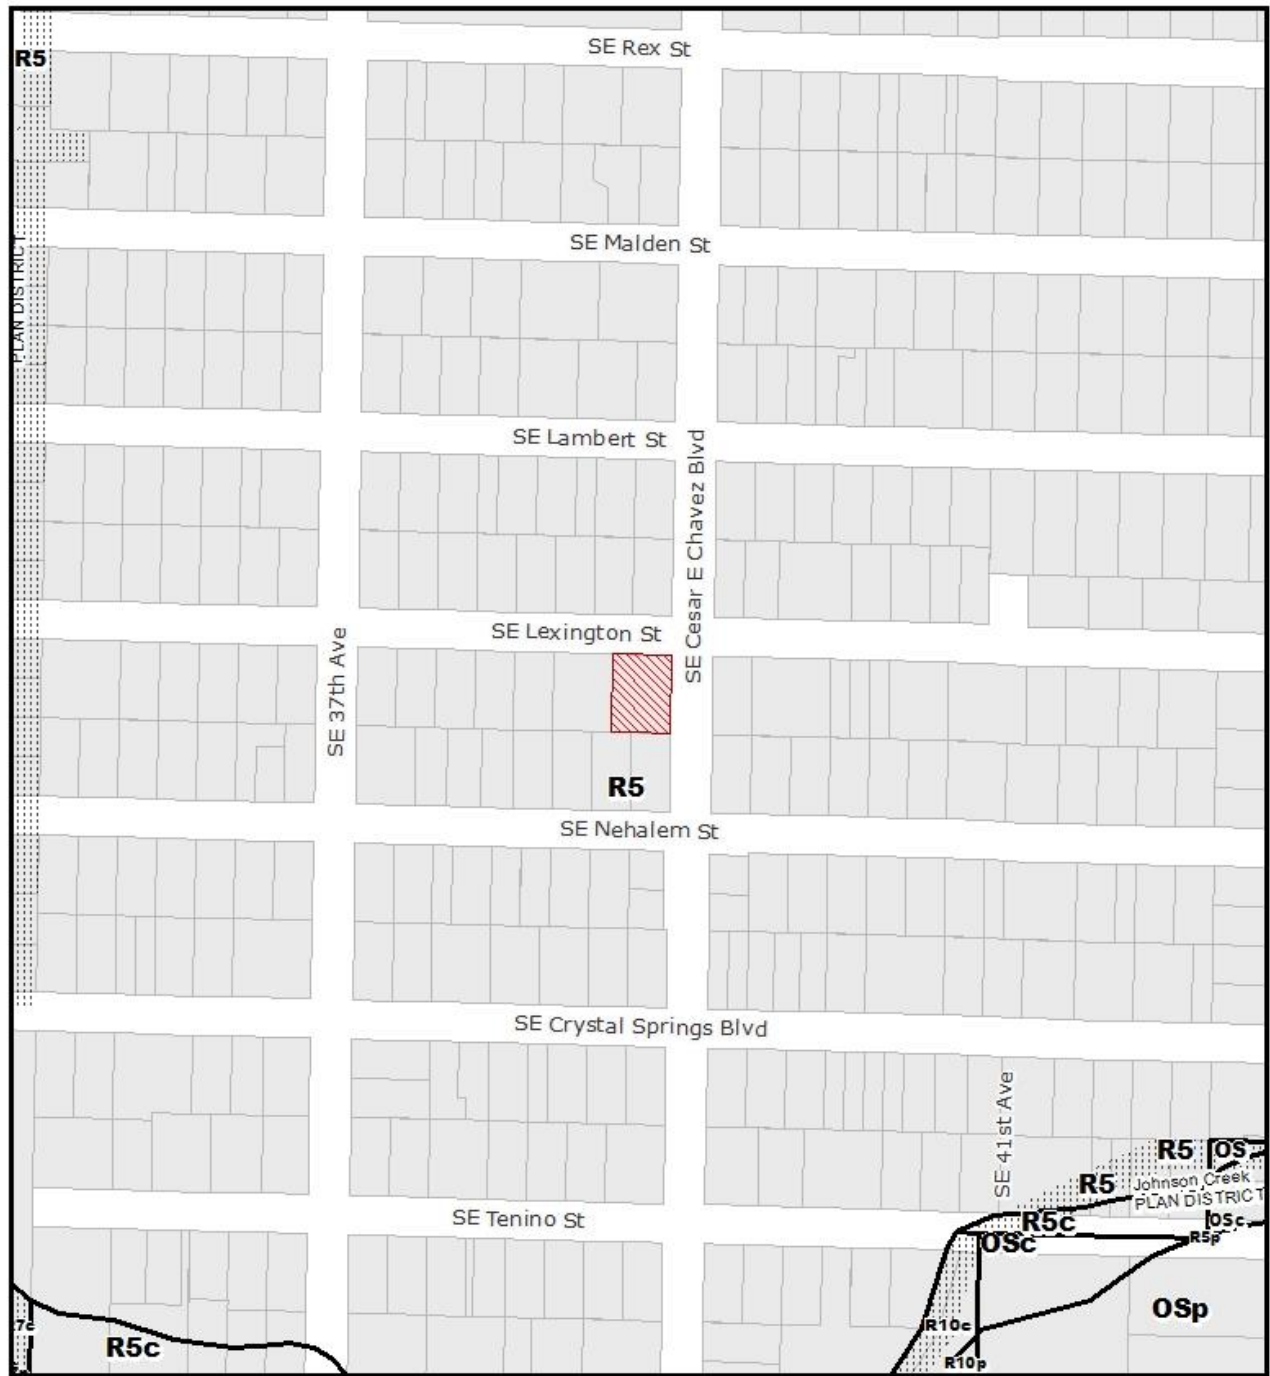 SE Rex St
R5
SE Malden St
PLAN DISTRICT
SE Lambert St
SE Cesar E Chavez Blvd
SE Lexington St
SE 37th Ave
R5
SE Nehalem St
SE Crystal Springs Blvd
SE 41st Ave
R5
OS
Johnson Creek
PLAN DISTRICT
R5
SE Tenino St
R5c
OSc
OSc
R5p
OSp
R10c
R5c
R10p